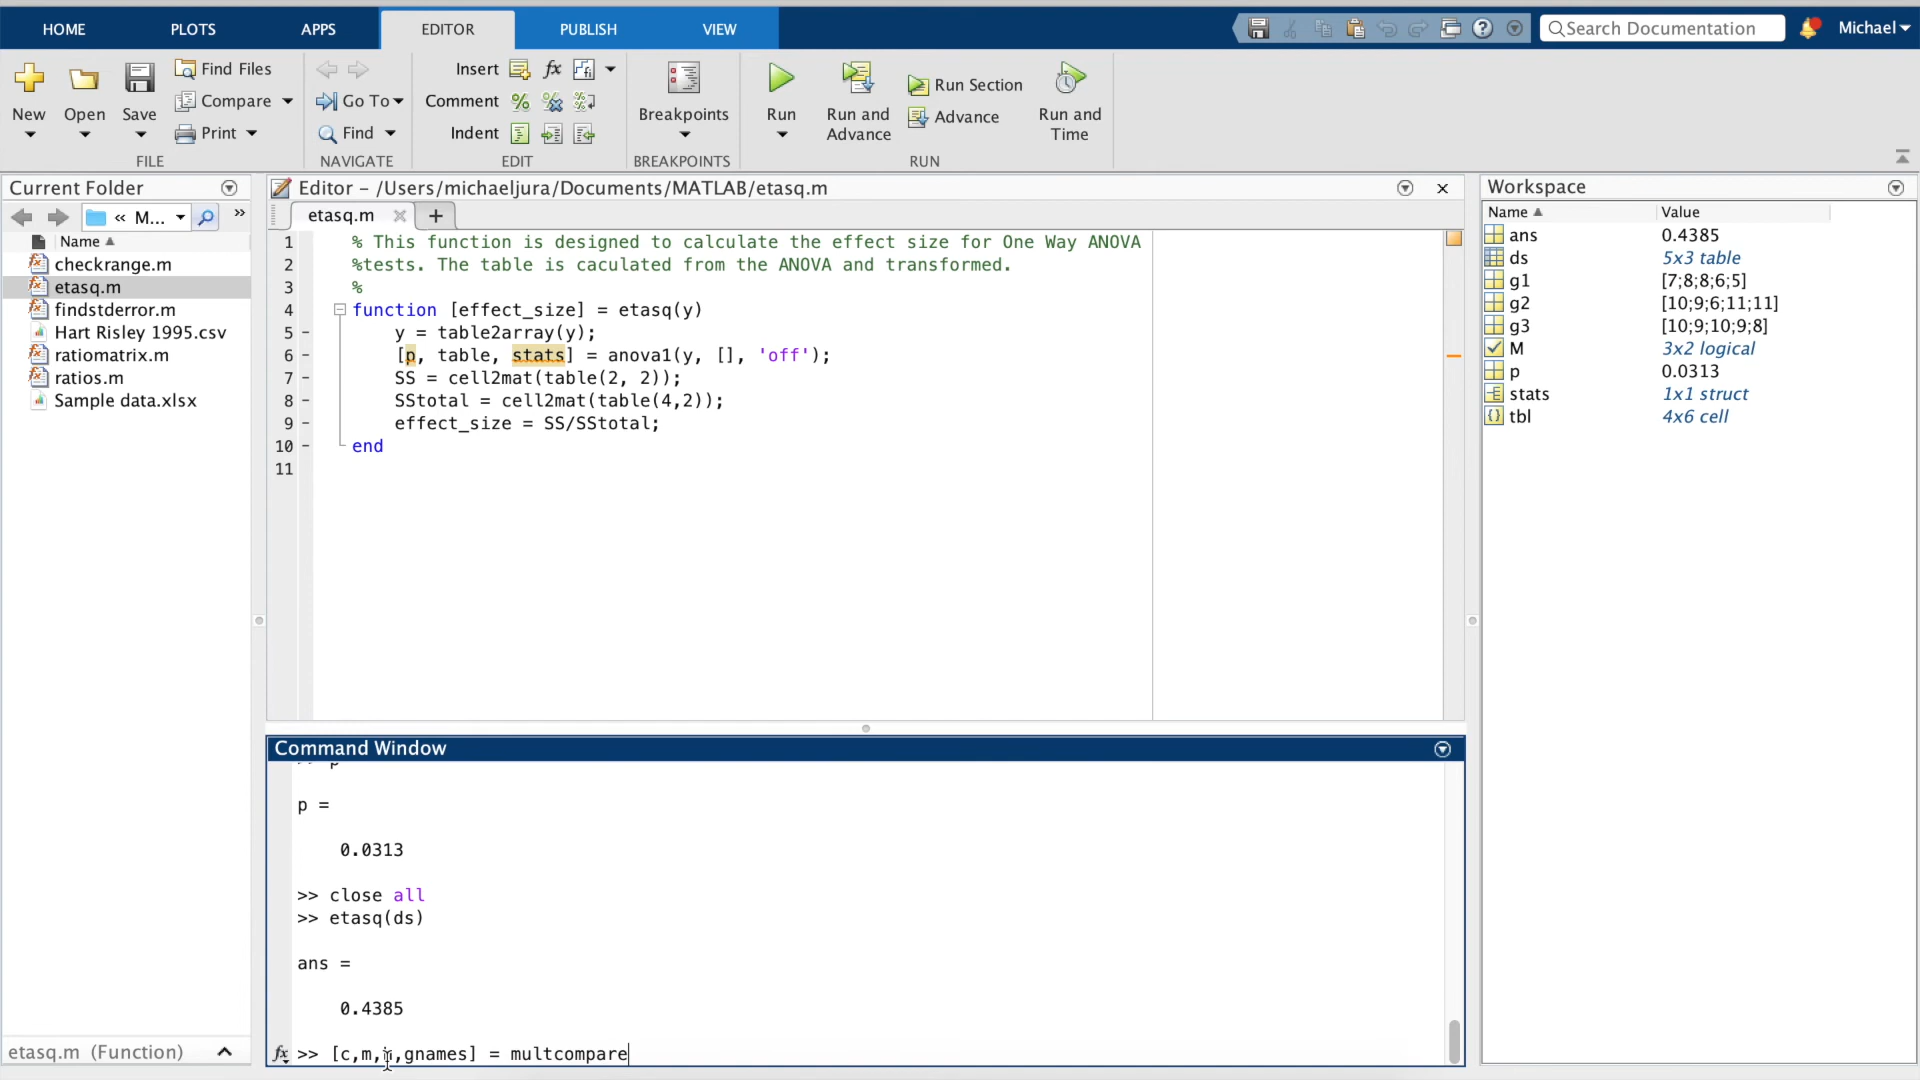 HOME PLOTS APPS EDITOR PUBLISH VIEW
Search Documentation Michael
New Open Save Find Files Compare Print
FILE
Go To Find
NAVIGATE
Insert fx
Comment % %
Indent
EDIT
Breakpoints
BREAKPOINTS
Run Run and Advance Run Section Advance Run and Time
RUN
Current Folder
« M... »
Name
checkrange.m
etasq.m
findstderror.m
Hart Risley 1995.csv
ratiomatrix.m
ratios.m
Sample data.xlsx
etasq.m (Function)
Editor – /Users/michaeljura/Documents/MATLAB/etasq.m
etasq.m × +
1 % This function is designed to calculate the effect size for One Way ANOVA
2 %tests. The table is caculated from the ANOVA and transformed.
3 %
4 function [effect_size] = etasq(y)
5 – y = table2array(y);
6 – [p, table, stats] = anova1(y, [], 'off');
7 – SS = cell2mat(table(2, 2));
8 – SStotal = cell2mat(table(4,2));
9 – effect_size = SS/SStotal;
10 – end
11
Command Window
p =
0.0313
>> close all
>> etasq(ds)
ans =
0.4385
fx >> [c,m, ,gnames] = multcompare
Workspace
Name Value
ans 0.4385
ds 5x3 table
g1 [7;8;8;6;5]
g2 [10;9;6;11;11]
g3 [10;9;10;9;8]
M 3x2 logical
p 0.0313
stats 1x1 struct
tbl 4x6 cell